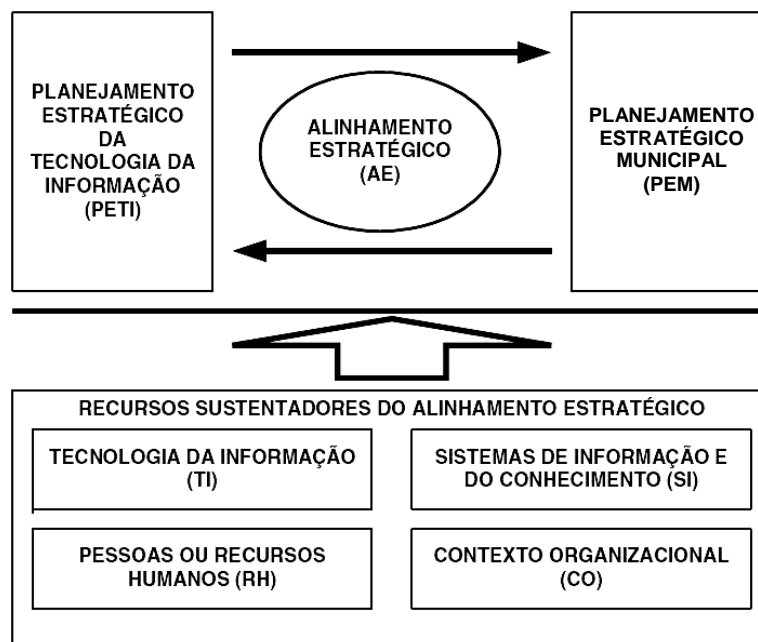 PLANEJAMENTO
ESTRATÉGICO
DA
TECNOLOGIA DA
INFORMAÇÃO
(PETI)
ALINHAMENTO
ESTRATÉGICO
(AE)
PLANEJAMENTO
ESTRATÉGICO
MUNICIPAL
(PEM)
RECURSOS SUSTENTADORES DO ALINHAMENTO ESTRATÉGICO
TECNOLOGIA DA INFORMAÇÃO
(TI)
SISTEMAS DE INFORMAÇÃO E
DO CONHECIMENTO (SI)
PESSOAS OU RECURSOS
HUMANOS (RH)
CONTEXTO ORGANIZACIONAL
(CO)